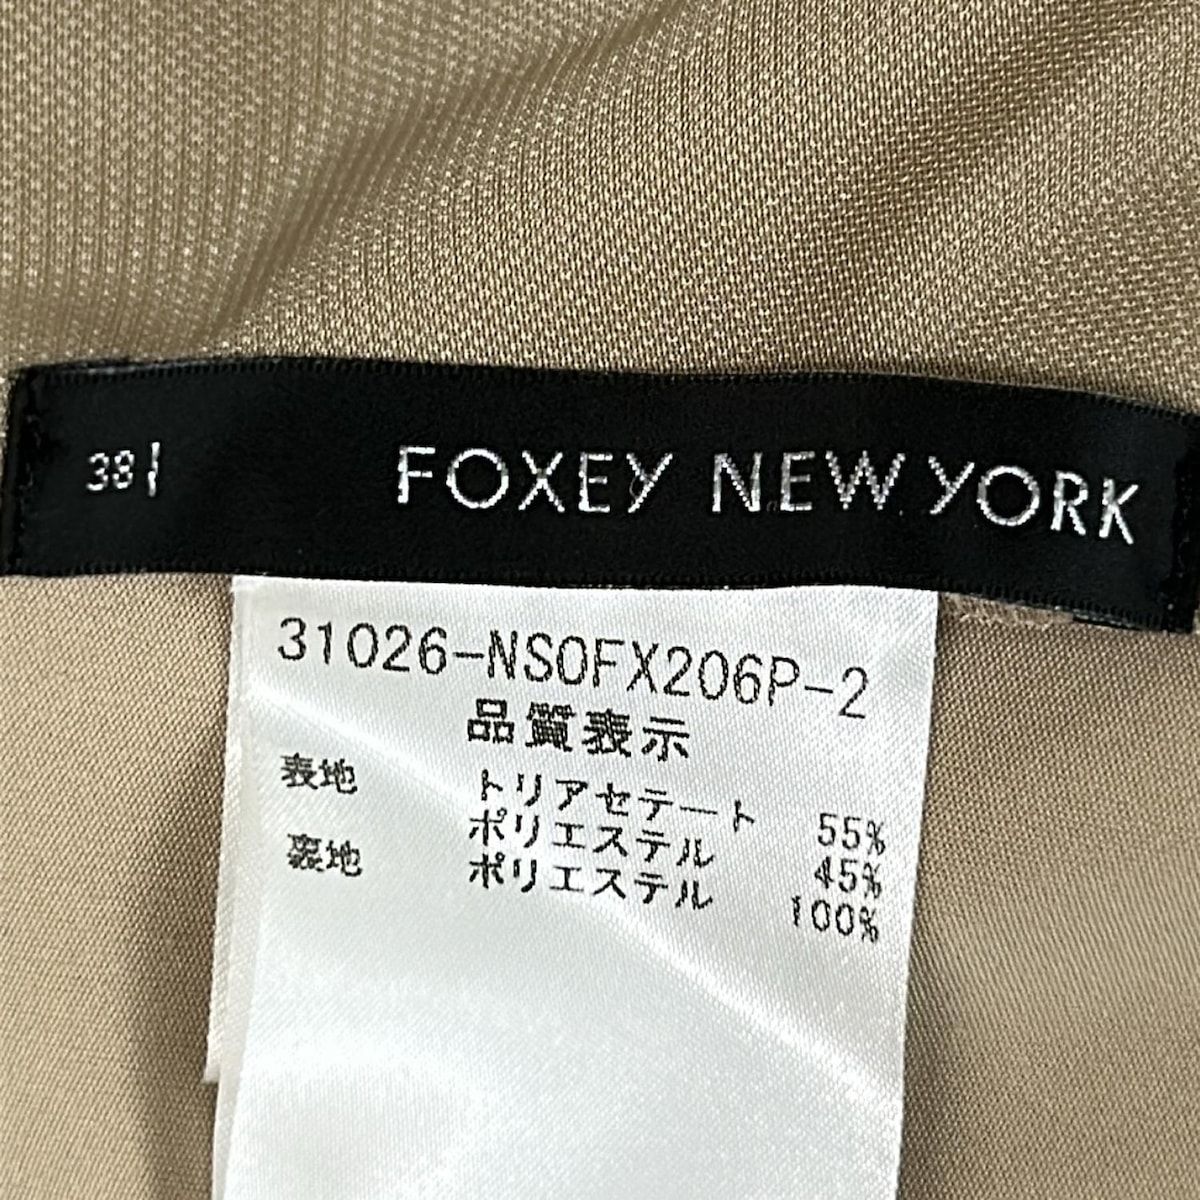 38
FOXEY NEW YORK
31026-NSOFX206P-2
品質表示
表地 トリアセテート 55%
ポリエステル 45%
裏地 ポリエステル 100%